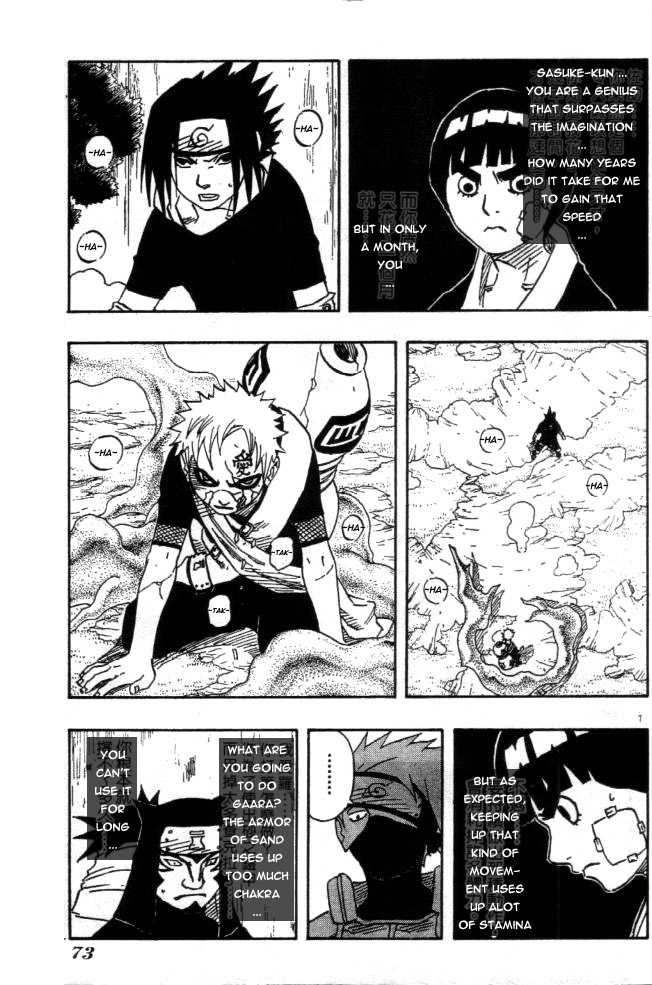 SASUKE-KUN ...
YOU ARE A GENIUS
THAT SURPASSES
THE IMAGINATION
...
HOW MANY YEARS
DID IT TAKE FOR ME
TO GAIN THAT
SPEED
...
BUT IN ONLY
A MONTH,
YOU
...
-HA-
-HA-
-HA-
-HA-
-HA-
-HA-
-HA-
-HA-
-TAK-
-TAK-
BUT AS
EXPECTED,
KEEPING
UP THAT
KIND OF
MOVEM-
ENT USES
UP ALOT
OF STAMINA
........
WHAT ARE
YOU GOING
TO DO
GAARA?
THE ARMOR
OF SAND
USES UP
TOO MUCH
CHAKRA
...
YOU
CAN'T
USE IT
FOR
LONG
...
73